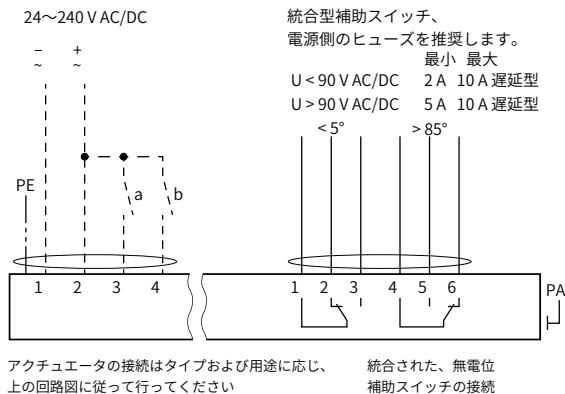 24～240 V AC/DC
– +
~ ~
PE
a b
1 2 3 4
統合型補助スイッチ、
電源側のヒューズを推奨します。
最小 最大
U < 90 V AC/DC 2 A 10 A 遅延型
U > 90 V AC/DC 5 A 10 A 遅延型
< 5° > 85°
1 2 3 4 5 6
PA
アクチュエータの接続はタイプおよび用途に応じ、
上の回路図に従って行ってください
統合された、無電位
補助スイッチの接続